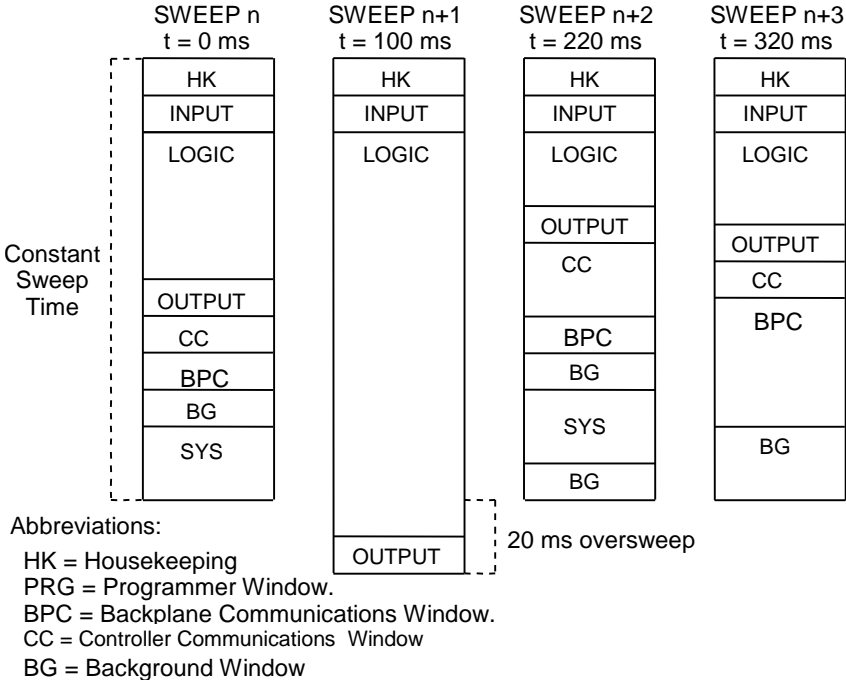 SWEEP n
t = 0 ms
SWEEP n+1
t = 100 ms
SWEEP n+2
t = 220 ms
SWEEP n+3
t = 320 ms
HK
INPUT
LOGIC
OUTPUT
CC
BPC
BG
SYS
HK
INPUT
LOGIC
OUTPUT
HK
INPUT
LOGIC
OUTPUT
CC
BPC
BG
SYS
BG
HK
INPUT
LOGIC
OUTPUT
CC
BPC
BG
Constant
Sweep
Time
20 ms oversweep
Abbreviations:
HK = Housekeeping
PRG = Programmer Window.
BPC = Backplane Communications Window.
CC = Controller Communications Window
BG = Background Window